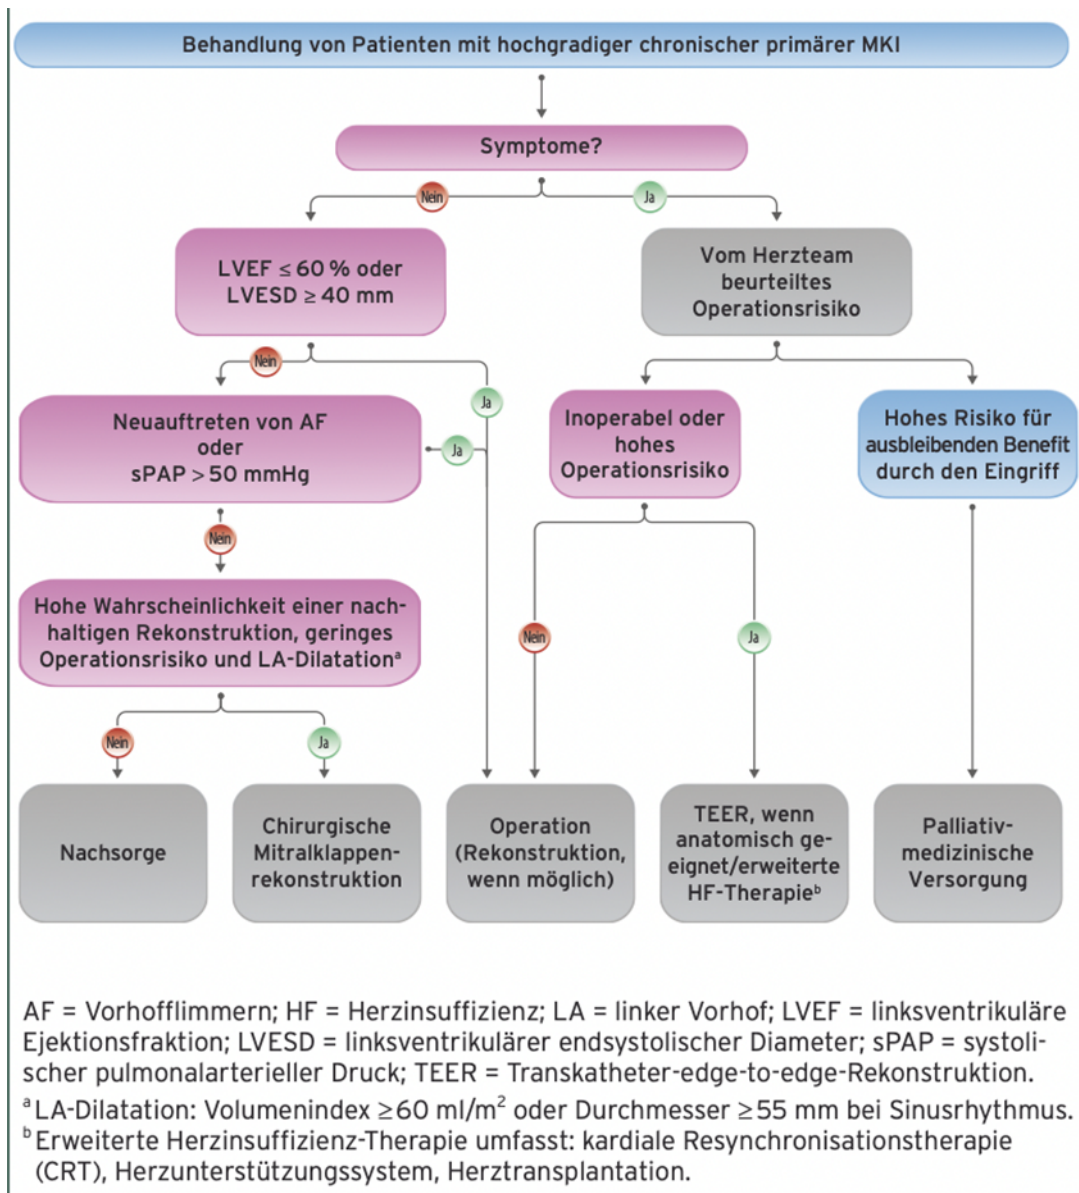 Behandlung von Patienten mit hochgradiger chronischer primärer MKI
Symptome?
Nein
Ja
LVEF ≤ 60 % oder
LVESD ≥ 40 mm
Vom Herzteam
beurteiltes
Operationsrisiko
Nein
Ja
Neuauftreten von AF
oder
sPAP > 50 mmHg
Ja
Inoperabel oder
hohes
Operationsrisiko
Hohes Risiko für
ausbleibenden Benefit
durch den Eingriff
Nein
Hohe Wahrscheinlichkeit einer nach-
haltigen Rekonstruktion, geringes
Operationsrisiko und LA-Dilatationᵃ
Nein
Ja
Nein
Ja
Nachsorge
Chirurgische
Mitralklappen-
rekonstruktion
Operation
(Rekonstruktion,
wenn möglich)
TEER, wenn
anatomisch ge-
eignet/erweiterte
HF-Therapieᵇ
Palliativ-
medizinische
Versorgung
AF = Vorhofflimmern; HF = Herzinsuffizienz; LA = linker Vorhof; LVEF = linksventrikuläre
Ejektionsfraktion; LVESD = linksventrikulärer endsystolischer Diameter; sPAP = systoli-
scher pulmonalarterieller Druck; TEER = Transkatheter-edge-to-edge-Rekonstruktion.
ᵃ LA-Dilatation: Volumenindex ≥60 ml/m² oder Durchmesser ≥55 mm bei Sinusrhythmus.
ᵇ Erweiterte Herzinsuffizienz-Therapie umfasst: kardiale Resynchronisationstherapie
(CRT), Herzunterstützungssystem, Herztransplantation.